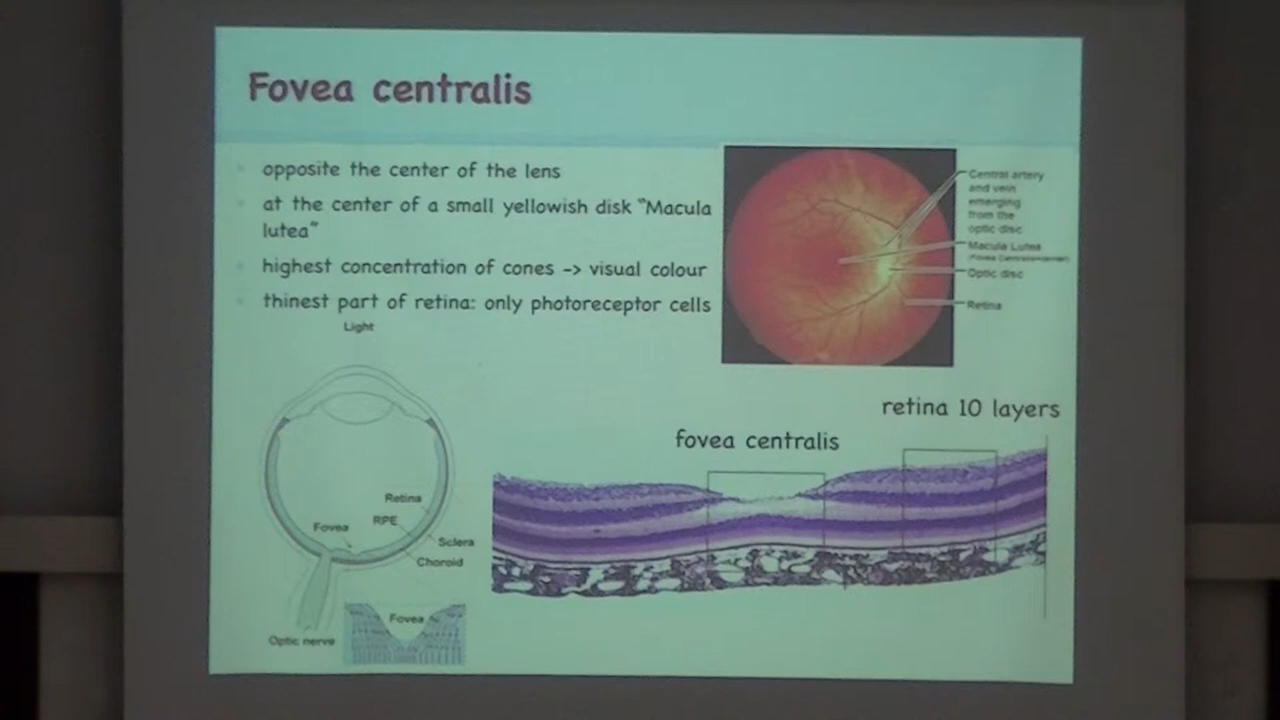 Fovea centralis
opposite the center of the lens
at the center of a small yellowish disk "Macula
lutea"
highest concentration of cones -> visual colour
thinest part of retina: only photoreceptor cells
Central artery
and vein
emerging
from the
optic disc
Macula Lutea
Optic disc
Retina
Light
Retina
RPE
Fovea
Sclera
Choroid
Optic nerve
Fovea
retina 10 layers
fovea centralis